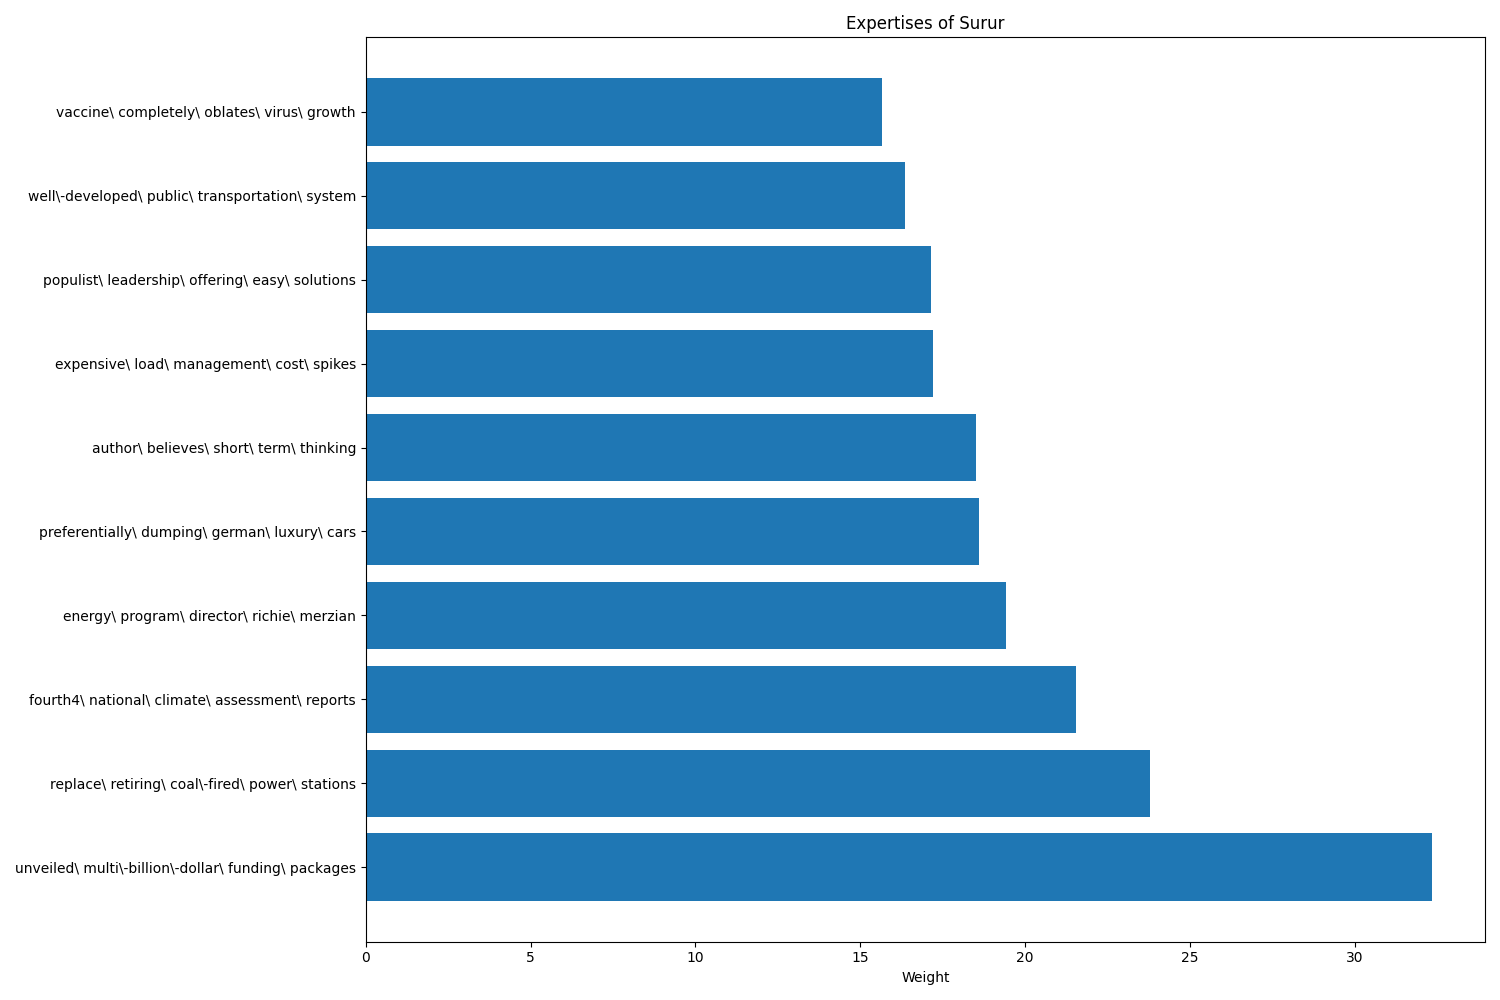 Expertises of Surur
vaccine\ completely\ oblates\ virus\ growth
well\-developed\ public\ transportation\ system
populist\ leadership\ offering\ easy\ solutions
expensive\ load\ management\ cost\ spikes
author\ believes\ short\ term\ thinking
preferentially\ dumping\ german\ luxury\ cars
energy\ program\ director\ richie\ merzian
fourth4\ national\ climate\ assessment\ reports
replace\ retiring\ coal\-fired\ power\ stations
unveiled\ multi\-billion\-dollar\ funding\ packages
0 5 10 15 20 25 30
Weight